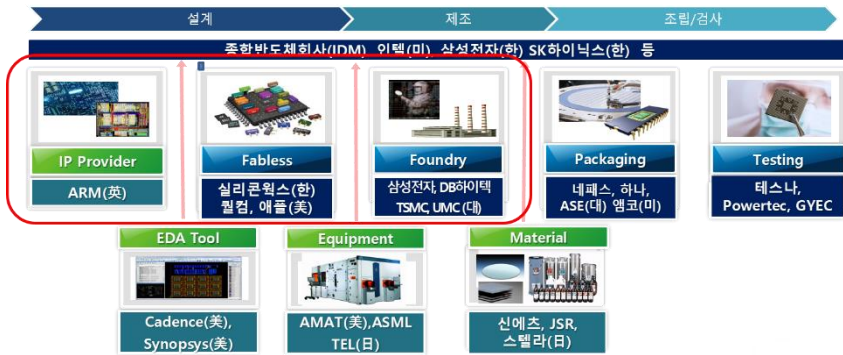 설계
제조
조립/검사
종합반도체회사(IDM) 인텔(미) 삼성전자(한) SK하이닉스(한) 등
IP Provider
Fabless
Foundry
Packaging
Testing
ARM(英)
실리콘웍스(한)
퀄컴, 애플(美)
삼성전자, DB하이텍
TSMC, UMC (대)
네패스, 하나,
ASE(대) 앰코(미)
테스나,
Powertec, GYEC
EDA Tool
Equipment
Material
Cadence(美),
Synopsys(美)
AMAT(美),ASML
TEL(日)
신에츠, JSR,
스텔라(日)